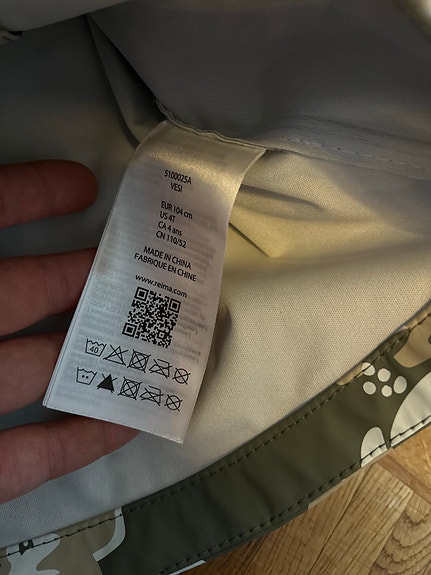 5100025A
VESI
EUR 104 cm
US 4T
CA 4 ans
CN 110/52
MADE IN CHINA
FABRIQUE EN CHINE
www.reima.com
40